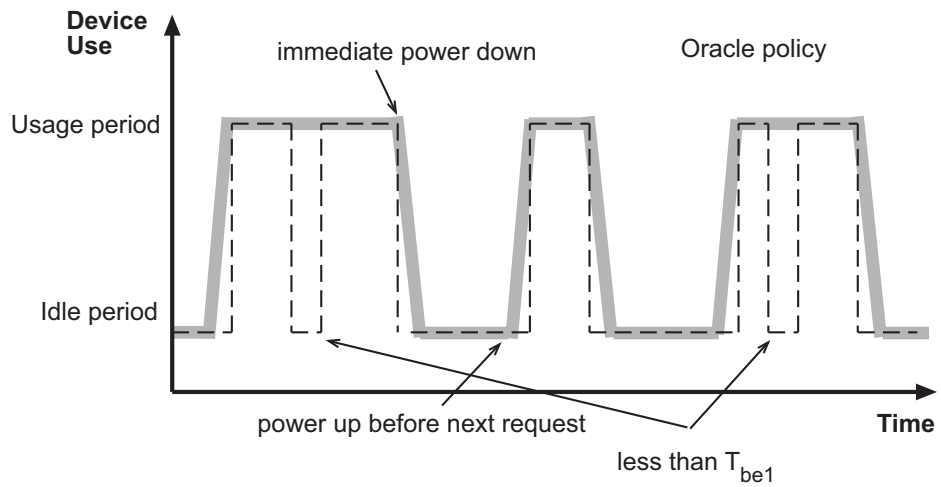 Device
Use
immediate power down
Oracle policy
Usage period
Idle period
power up before next request
Time
less than T_be1